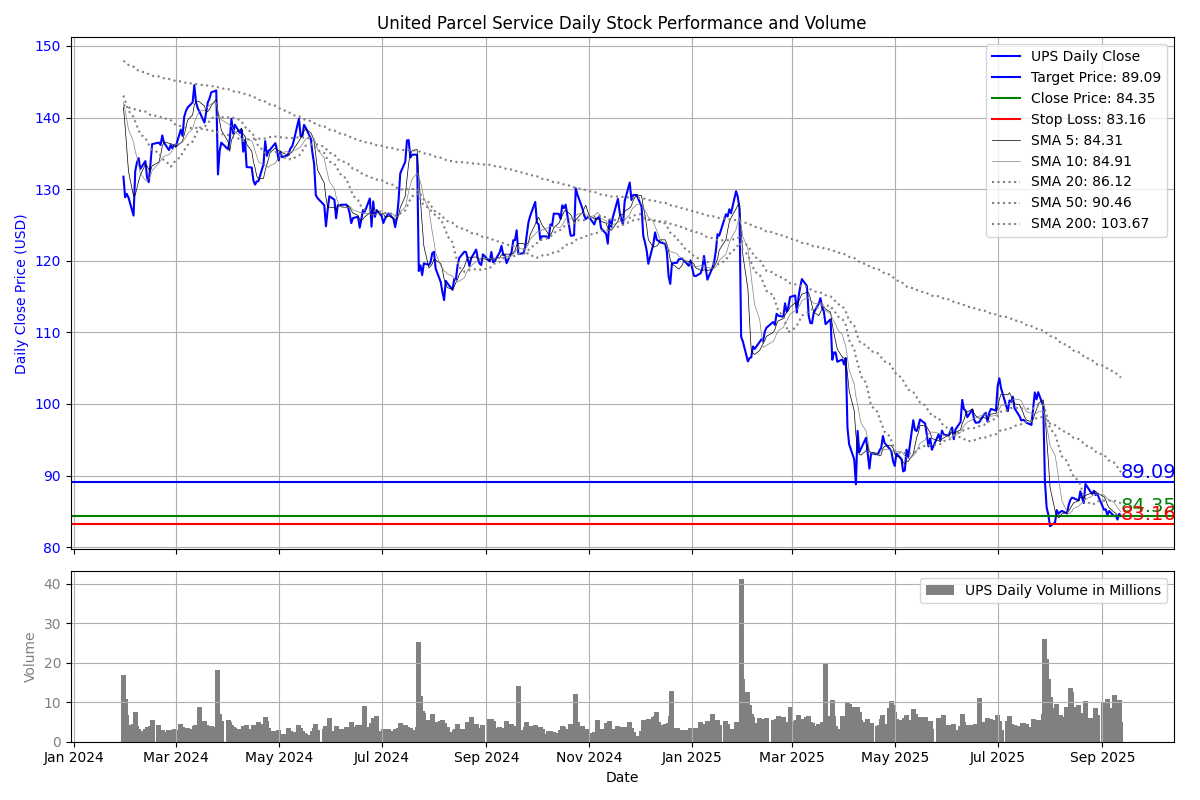 United Parcel Service Daily Stock Performance and Volume
150
140
130
120
110
100
90
80
Daily Close Price (USD)
UPS Daily Close
Target Price: 89.09
Close Price: 84.35
Stop Loss: 83.16
SMA 5: 84.31
SMA 10: 84.91
SMA 20: 86.12
SMA 50: 90.46
SMA 200: 103.67
89.09
84.35
83.16
40
30
20
10
0
Volume
UPS Daily Volume in Millions
Jan 2024 Mar 2024 May 2024 Jul 2024 Sep 2024 Nov 2024 Jan 2025 Mar 2025 May 2025 Jul 2025 Sep 2025
Date